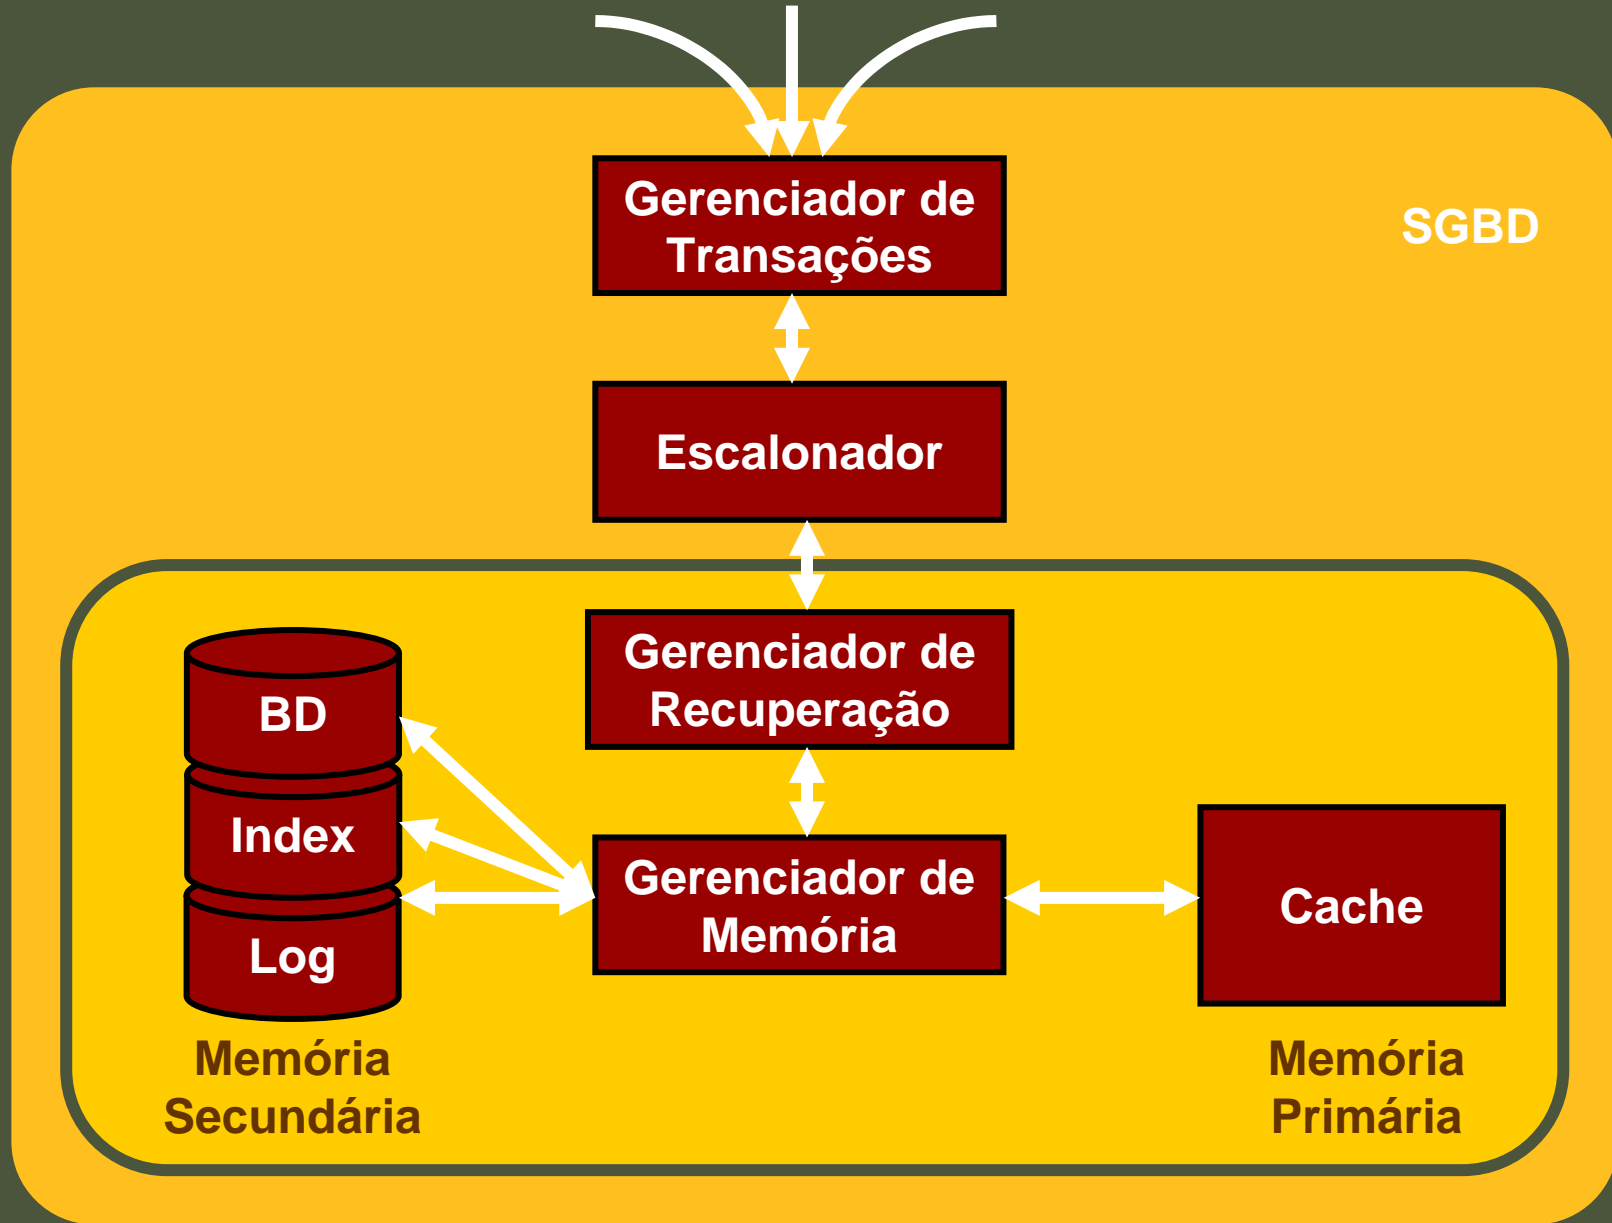 Gerenciador de
Transações
SGBD
Escalonador
Gerenciador de
Recuperação
BD
Index
Log
Gerenciador de
Memória
Cache
Memória
Secundária
Memória
Primária